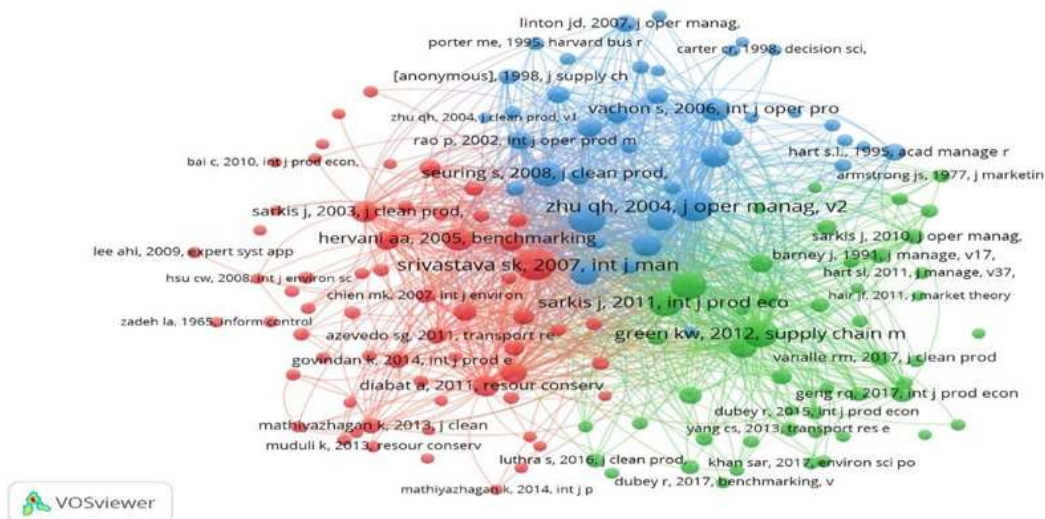 linton jd, 2007, j oper manag,
porter me, 1995, harvard bus r
carter cr, 1998, decision sci,
[anonymous], 1998, j supply ch
vachon s, 2006, int j oper pro
zhu qh, 2004, j clean prod, v1
rao p, 2002, int j oper prod m
hart s.l., 1995, acad manage r
bai c, 2010, int j prod econ,
seuring s, 2008, j clean prod,
armstrong js, 1977, j marketin
sarkis j, 2003, j clean prod,
zhu qh, 2004, j oper manag, v2
hervani aa, 2005, benchmarking
sarkis j, 2010, j oper manag,
lee ahi, 2009, expert syst app
barney j, 1991, j manage, v17,
srivastava sk, 2007, int j man
hsu cw, 2008, int j environ sc
hart sl, 2011, j manage, v37,
chien mk, 2007, int j environ
sarkis j, 2011, int j prod eco
hair jf, 2011, j market theory
zadeh la, 1965, inform control
azevedo sg, 2011, transport re
green kw, 2012, supply chain m
govindan k, 2014, int j prod e
vanalle rm, 2017, j clean prod
diabat a, 2011, resour conserv
geng rq, 2017, int j prod econ
dubey r, 2015, int j prod econ
mathiyazhagan k, 2013, j clean
yang cs, 2013, transport res e
muduli k, 2013, resour conserv
luthra s, 2016, j clean prod,
khan sar, 2017, environ sci po
dubey r, 2017, benchmarking, v
mathiyazhagan k, 2014, int j p
VOSviewer